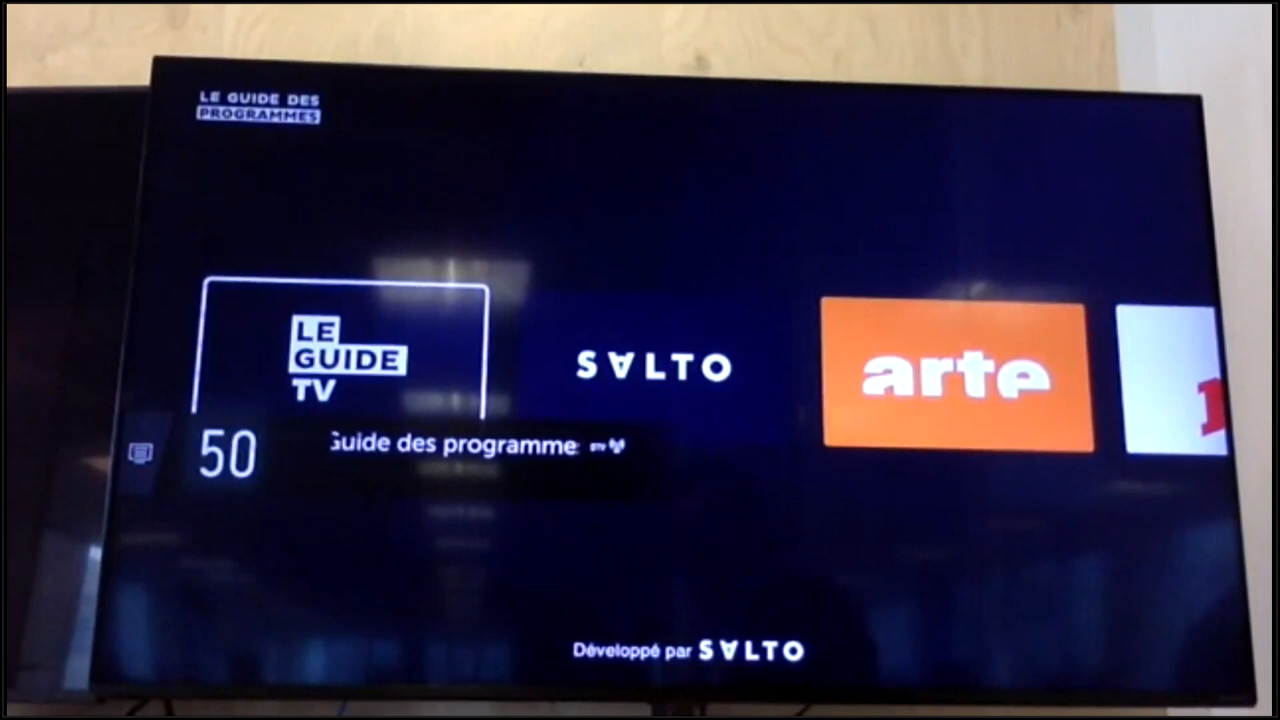 LE GUIDE DES
PROGRAMMES
LE
GUIDE
TV
SALTO
arte
50
Guide des programme
Développé par SALTO